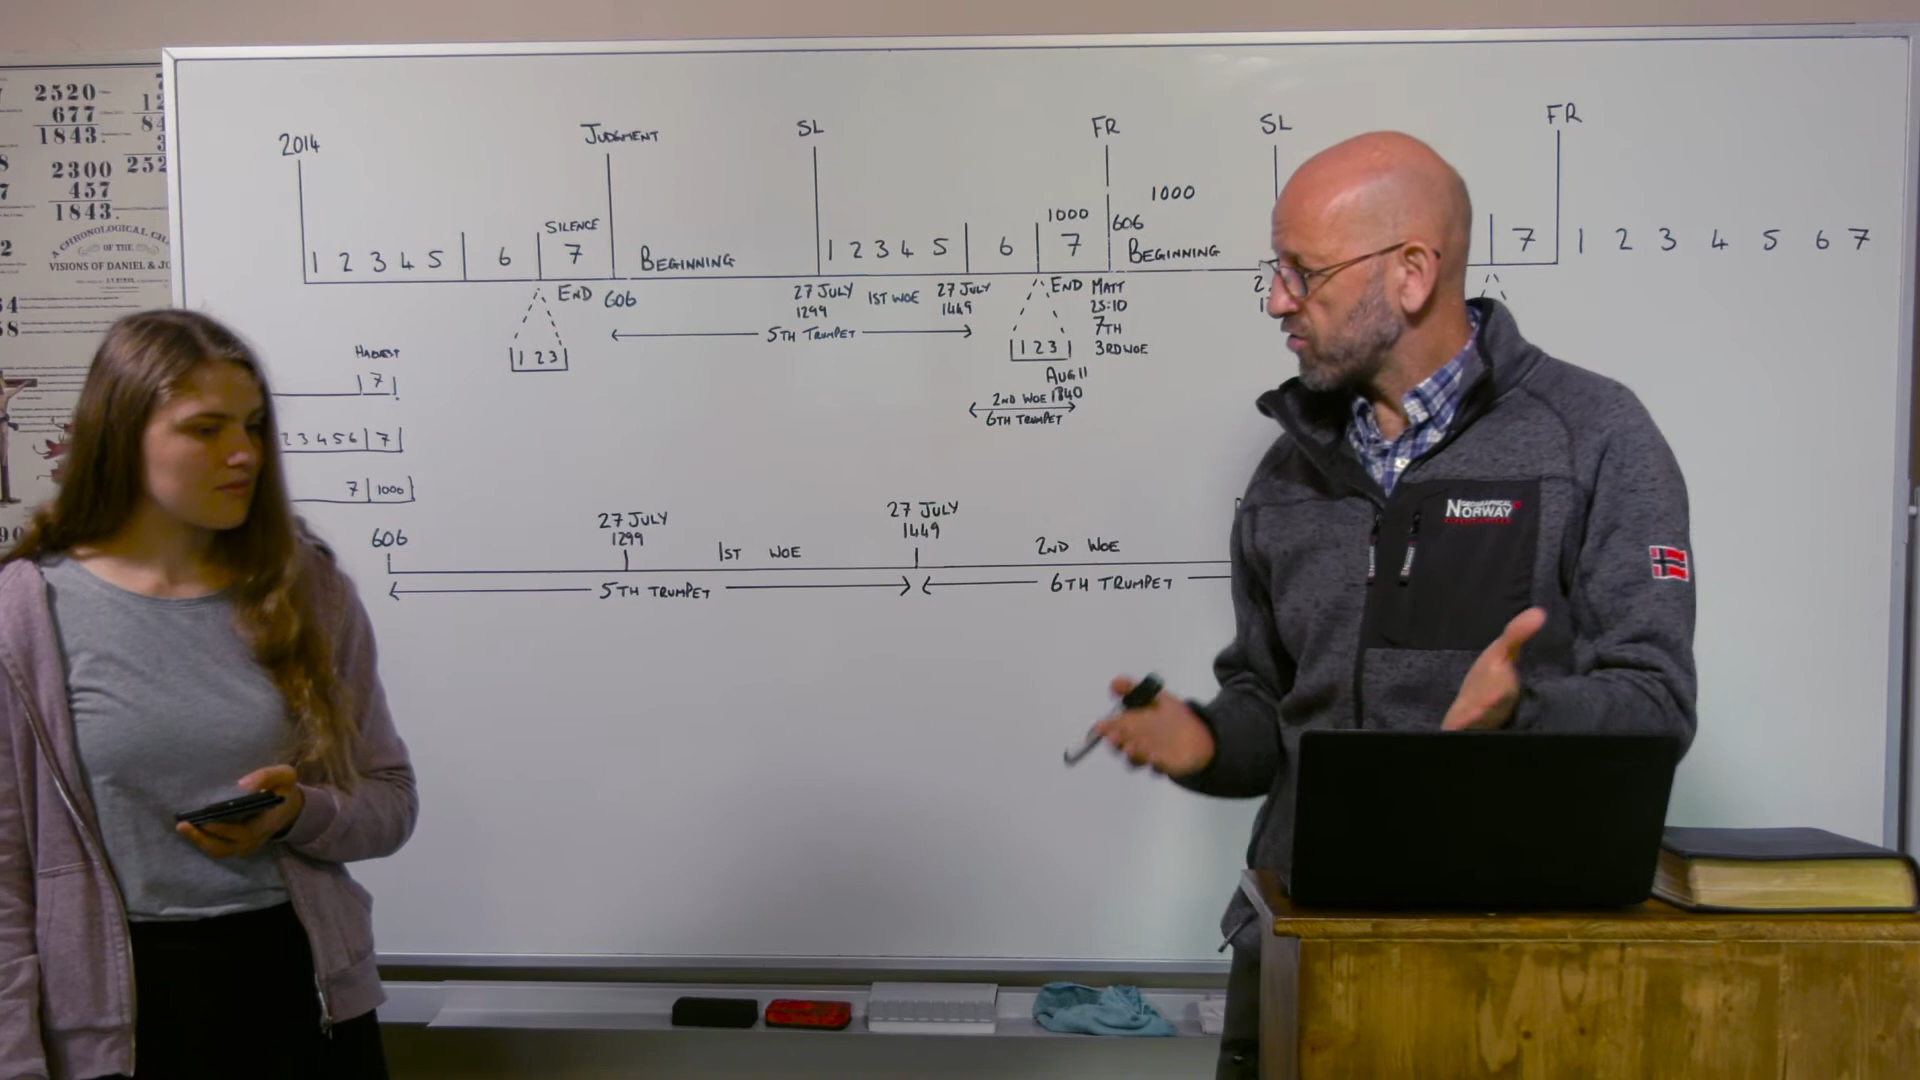 2520
677
1843.
2300
457
1843.
252
A CHRONOLOGICAL
OF THE
VISIONS OF DANIEL & JO
2014
JUDGMENT
SL
FR
SL
FR
1 2 3 4 5 6 SILENCE 7
BEGINNING
1 2 3 4 5 6 1000 7
1000
606
BEGINNING
7 1 2 3 4 5 6 7
END 606
27 JULY
1299
1ST WOE
27 JULY
1449
5TH TRUMPET
END MATT
25:10
7TH
3RD WOE
1 2 3
1 2 3
AUG 11
1840
2ND WOE
6TH TRUMPET
HARVEST
7
2 3 4 5 6 7
7 1000
606
27 JULY
1299
1ST WOE
27 JULY
1449
2ND WOE
5TH TRUMPET
6TH TRUMPET
GEOGRAPHICAL
NORWAY